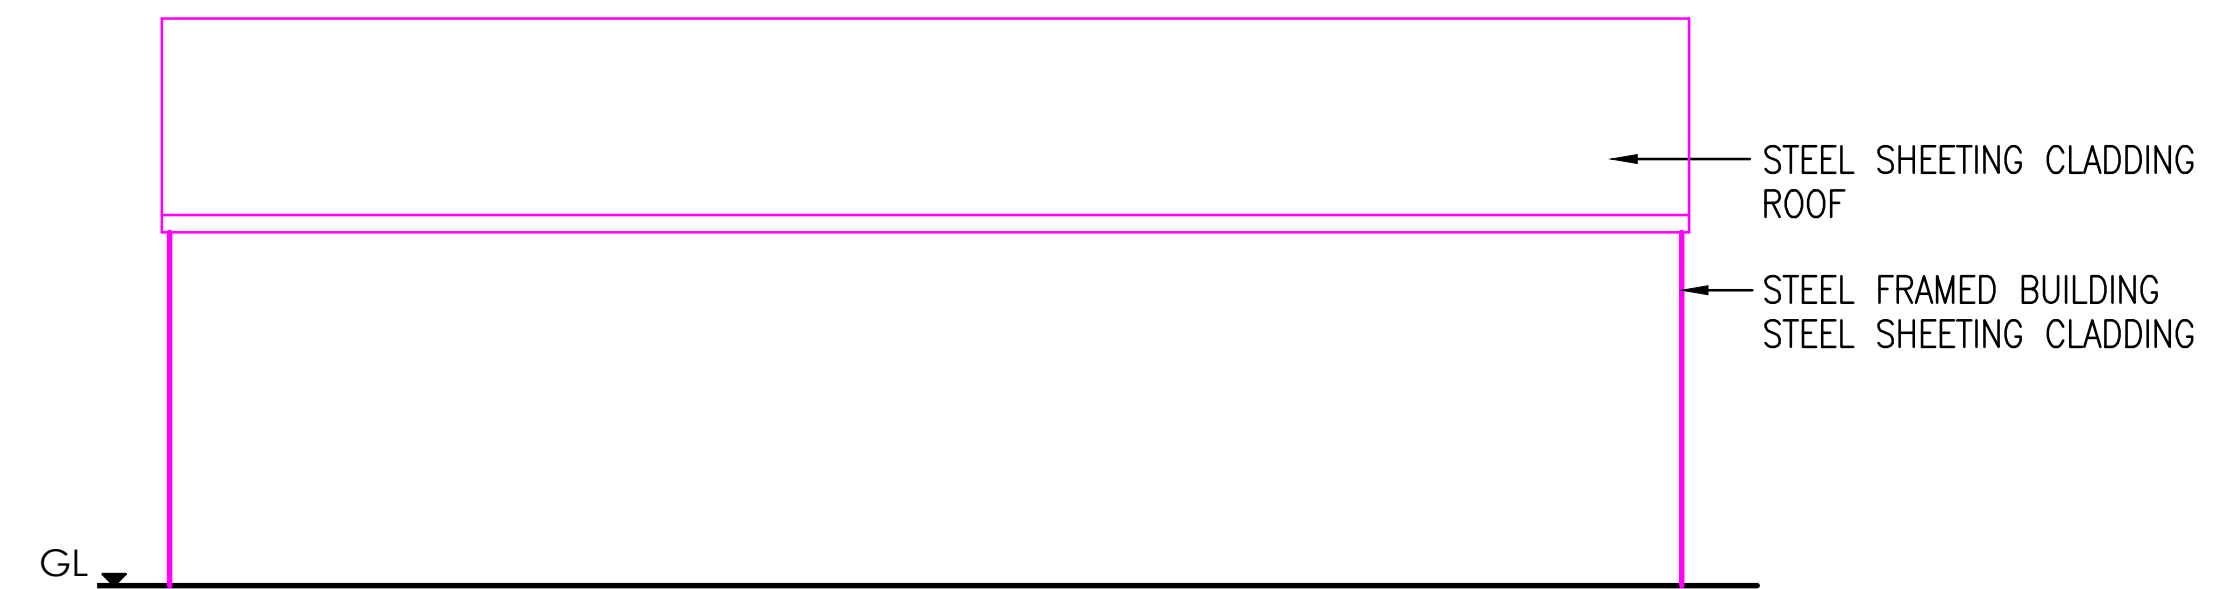 STEEL SHEETING CLADDING
ROOF
STEEL FRAMED BUILDING
STEEL SHEETING CLADDING
GL